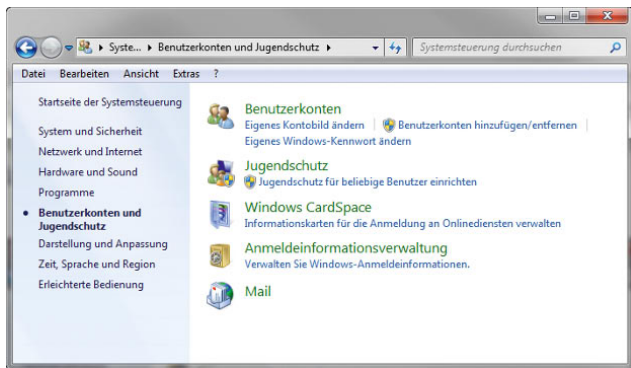 Syste... ▸ Benutzerkonten und Jugendschutz ▸
Systemsteuerung durchsuchen
Datei Bearbeiten Ansicht Extras ?
Startseite der Systemsteuerung
System und Sicherheit
Netzwerk und Internet
Hardware und Sound
Programme
Benutzerkonten und
Jugendschutz
Darstellung und Anpassung
Zeit, Sprache und Region
Erleichterte Bedienung
Benutzerkonten
Eigenes Kontobild ändern | Benutzerkonten hinzufügen/entfernen |
Eigenes Windows-Kennwort ändern
Jugendschutz
Jugendschutz für beliebige Benutzer einrichten
Windows CardSpace
Informationskarten für die Anmeldung an Onlinediensten verwalten
Anmeldeinformationsverwaltung
Verwalten Sie Windows-Anmeldeinformationen.
Mail